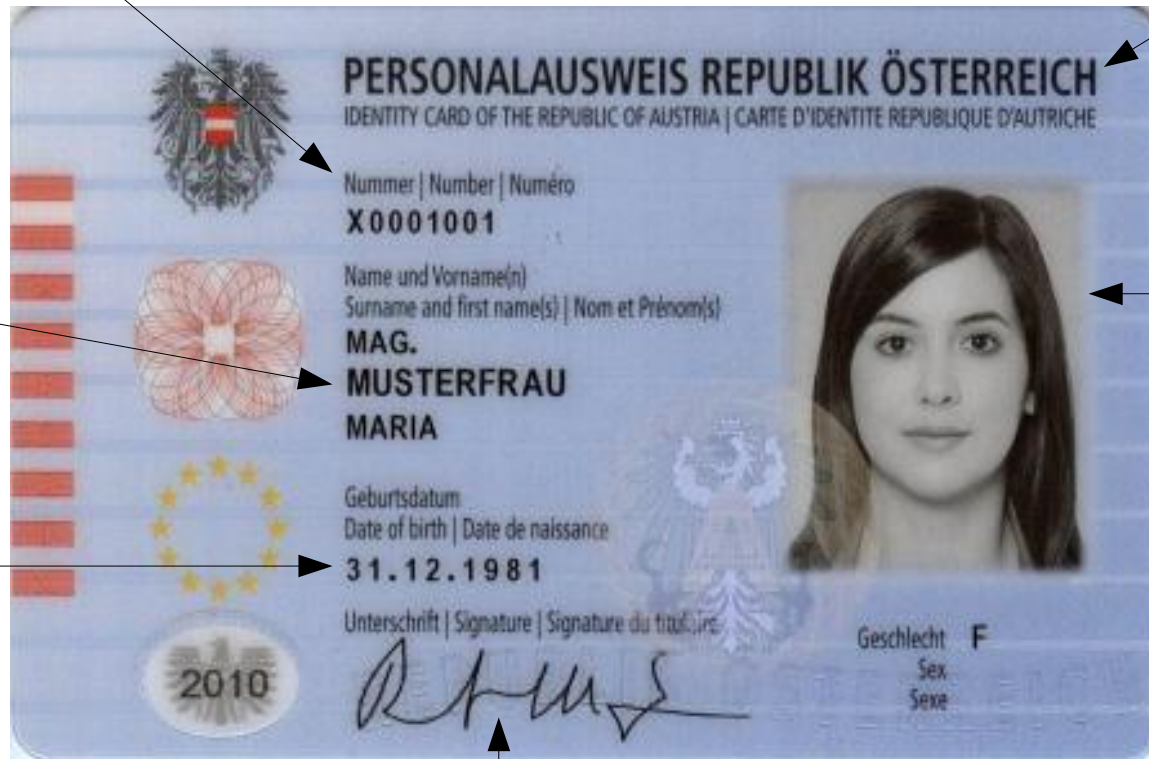 PERSONALAUSWEIS REPUBLIK ÖSTERREICH
IDENTITY CARD OF THE REPUBLIC OF AUSTRIA | CARTE D'IDENTITE REPUBLIQUE D'AUTRICHE
Nummer | Number | Numéro
X0001001
Name und Vorname(n)
Surname and first name(s) | Nom et Prénom(s)
MAG.
MUSTERFRAU
MARIA
Geburtsdatum
Date of birth | Date de naissance
31.12.1981
Unterschrift | Signature | Signature du titulaire
Geschlecht F
Sex
Sexe
2010